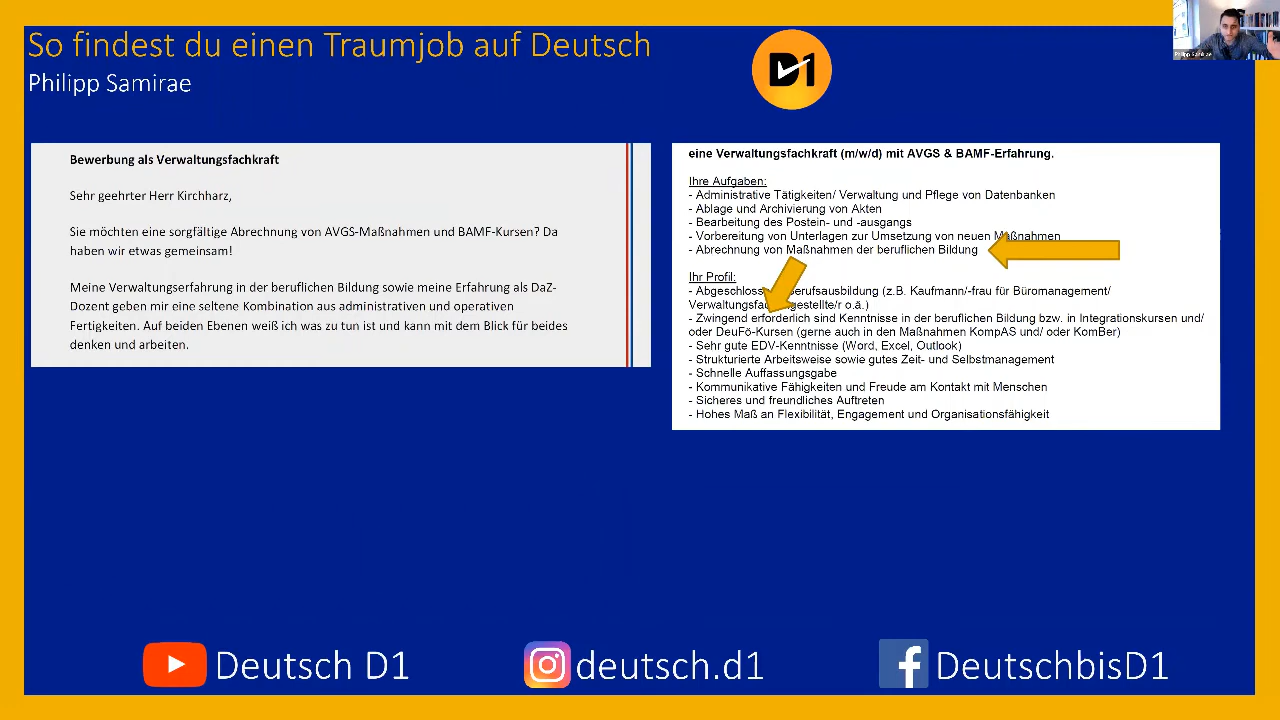 So findest du einen Traumjob auf Deutsch
Philipp Samirae
D1
Philipp Samirae
Bewerbung als Verwaltungsfachkraft
Sehr geehrter Herr Kirchharz,
Sie möchten eine sorgfältige Abrechnung von AVGS-Maßnahmen und BAMF-Kursen? Da
haben wir etwas gemeinsam!
Meine Verwaltungserfahrung in der beruflichen Bildung sowie meine Erfahrung als DaZ-
Dozent geben mir eine seltene Kombination aus administrativen und operativen
Fertigkeiten. Auf beiden Ebenen weiß ich was zu tun ist und kann mit dem Blick für beides
denken und arbeiten.
eine Verwaltungsfachkraft (m/w/d) mit AVGS & BAMF-Erfahrung.
Ihre Aufgaben:
- Administrative Tätigkeiten/ Verwaltung und Pflege von Datenbanken
- Ablage und Archivierung von Akten
- Bearbeitung des Postein- und -ausgangs
- Vorbereitung von Unterlagen zur Umsetzung von neuen Maßnahmen
- Abrechnung von Maßnahmen der beruflichen Bildung
Ihr Profil:
- Abgeschlosse erufsausbildung (z.B. Kaufmann/-frau für Büromanagement/
Verwaltungsfa gestellte/r o.ä.)
- Zwingend erforderlich sind Kenntnisse in der beruflichen Bildung bzw. in Integrationskursen und/
oder DeuFö-Kursen (gerne auch in den Maßnahmen KompAS und/ oder KomBer)
- Sehr gute EDV-Kenntnisse (Word, Excel, Outlook)
- Strukturierte Arbeitsweise sowie gutes Zeit- und Selbstmanagement
- Schnelle Auffassungsgabe
- Kommunikative Fähigkeiten und Freude am Kontakt mit Menschen
- Sicheres und freundliches Auftreten
- Hohes Maß an Flexibilität, Engagement und Organisationsfähigkeit
Deutsch D1
deutsch.d1
DeutschbisD1